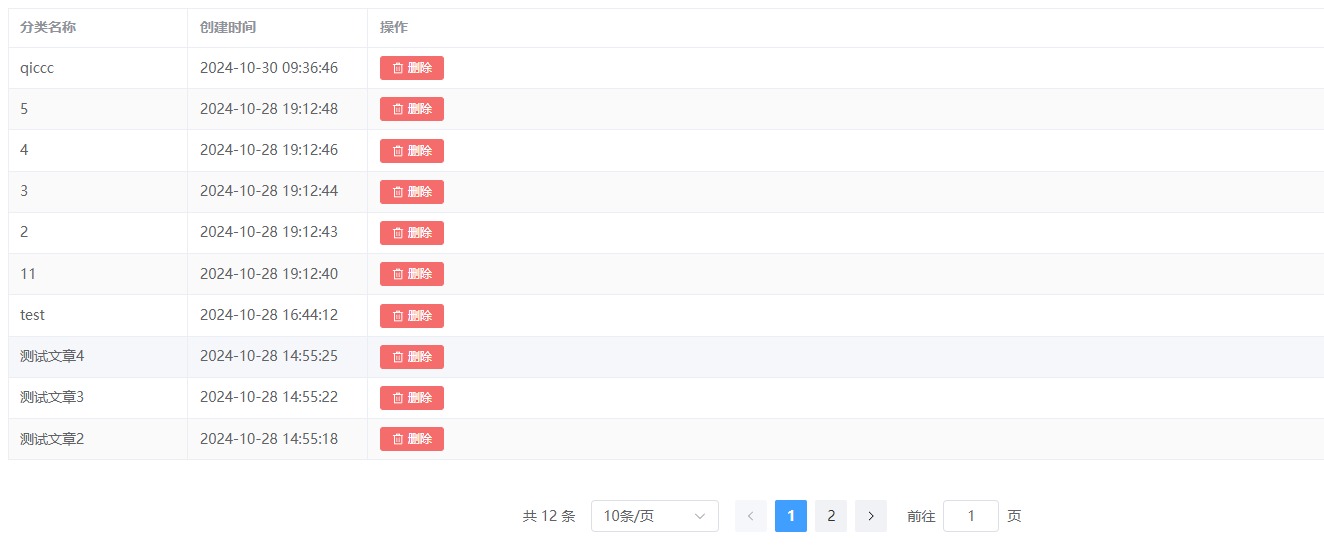 分类名称 创建时间 操作
qiccc 2024-10-30 09:36:46 删除
5 2024-10-28 19:12:48 删除
4 2024-10-28 19:12:46 删除
3 2024-10-28 19:12:44 删除
2 2024-10-28 19:12:43 删除
11 2024-10-28 19:12:40 删除
test 2024-10-28 16:44:12 删除
测试文章4 2024-10-28 14:55:25 删除
测试文章3 2024-10-28 14:55:22 删除
测试文章2 2024-10-28 14:55:18 删除
共 12 条 10条/页 1 2 前往 1 页